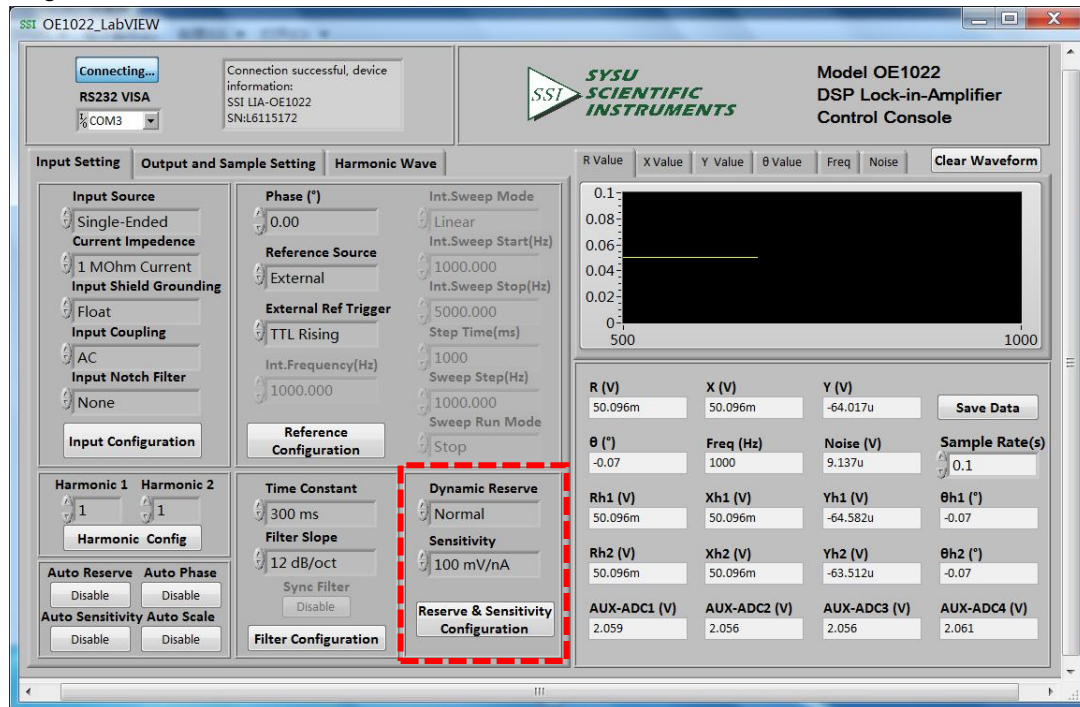 SSI OE1022_LabVIEW
Connecting...
RS232 VISA
COM3
Connection successful, device
information:
SSI LIA-OE1022
SN:L6115172
SSI
SYSU
SCIENTIFIC
INSTRUMENTS
Model OE1022
DSP Lock-in-Amplifier
Control Console
Input Setting
Output and Sample Setting
Harmonic Wave
Input Source
Single-Ended
Current Impedence
1 MOhm Current
Input Shield Grounding
Float
Input Coupling
AC
Input Notch Filter
None
Input Configuration
Phase (°)
0.00
Reference Source
External
External Ref Trigger
TTL Rising
Int.Frequency(Hz)
1000.000
Reference
Configuration
Int.Sweep Mode
Linear
Int.Sweep Start(Hz)
1000.000
Int.Sweep Stop(Hz)
5000.000
Step Time(ms)
1000
Sweep Step(Hz)
1000.000
Sweep Run Mode
Stop
Harmonic 1 Harmonic 2
1 1
Harmonic Config
Auto Reserve Auto Phase
Disable Disable
Auto Sensitivity Auto Scale
Disable Disable
Time Constant
300 ms
Filter Slope
12 dB/oct
Sync Filter
Disable
Filter Configuration
Dynamic Reserve
Normal
Sensitivity
100 mV/nA
Reserve & Sensitivity
Configuration
R Value X Value Y Value θ Value Freq Noise Clear Waveform
0.1
0.08
0.06
0.04
0.02
0
500 1000
R (V) X (V) Y (V)
50.096m 50.096m -64.017u Save Data
θ (°) Freq (Hz) Noise (V) Sample Rate(s)
-0.07 1000 9.137u 0.1
Rh1 (V) Xh1 (V) Yh1 (V) θh1 (°)
50.096m 50.096m -64.582u -0.07
Rh2 (V) Xh2 (V) Yh2 (V) θh2 (°)
50.096m 50.096m -63.512u -0.07
AUX-ADC1 (V) AUX-ADC2 (V) AUX-ADC3 (V) AUX-ADC4 (V)
2.059 2.056 2.056 2.061